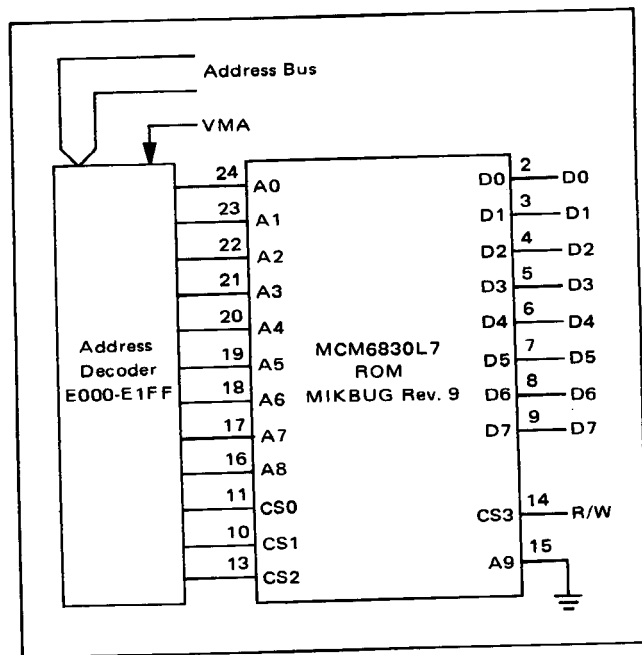 Address Bus
VMA
Address
Decoder
E000-E1FF
24 A0
23 A1
22 A2
21 A3
20 A4
19 A5
18 A6
17 A7
16 A8
11 CS0
10 CS1
13 CS2
MCM6830L7
ROM
MIKBUG Rev. 9
D0 2 D0
D1 3 D1
D2 4 D2
D3 5 D3
D4 6 D4
D5 7 D5
D6 8 D6
D7 9 D7
CS3 14 R/W
A9 15